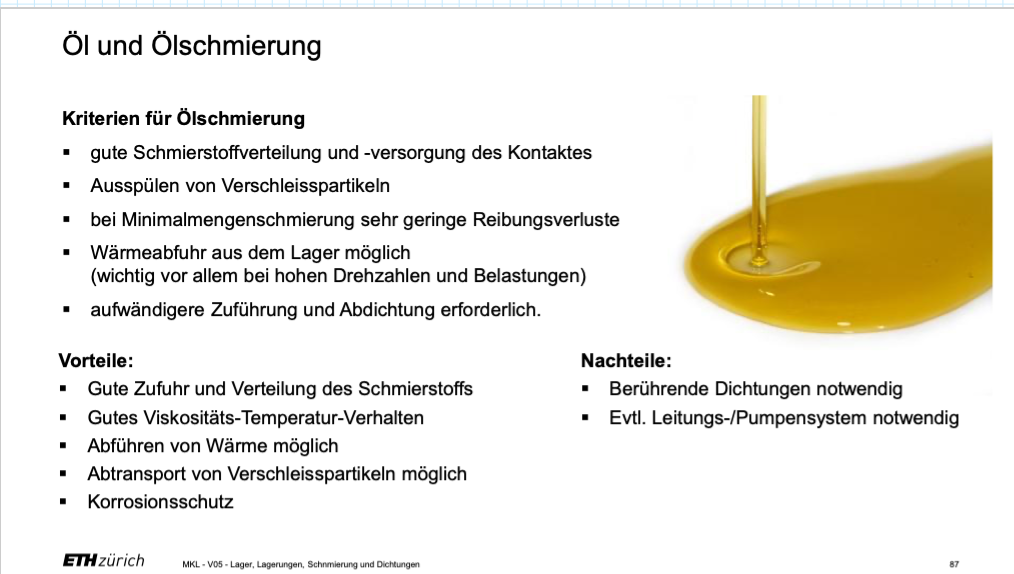 Öl und Ölschmierung
Kriterien für Ölschmierung
▪ gute Schmierstoffverteilung und -versorgung des Kontaktes
▪ Ausspülen von Verschleisspartikeln
▪ bei Minimalmengenschmierung sehr geringe Reibungsverluste
▪ Wärmeabfuhr aus dem Lager möglich
(wichtig vor allem bei hohen Drehzahlen und Belastungen)
▪ aufwändigere Zuführung und Abdichtung erforderlich.
Vorteile:
▪ Gute Zufuhr und Verteilung des Schmierstoffs
▪ Gutes Viskositäts-Temperatur-Verhalten
▪ Abführen von Wärme möglich
▪ Abtransport von Verschleisspartikeln möglich
▪ Korrosionsschutz
Nachteile:
▪ Berührende Dichtungen notwendig
▪ Evtl. Leitungs-/Pumpensystem notwendig
ETH zürich
MKL - V05 - Lager, Lagerungen, Schnmierung und Dichtungen
87